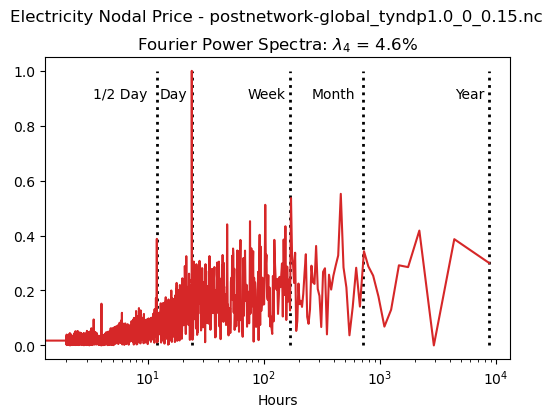 Electricity Nodal Price - postnetwork-global_tyndp1.0_0_0.15.nc
Fourier Power Spectra: λ₄ = 4.6%
1/2 Day Day Week Month Year
1.0
0.8
0.6
0.4
0.2
0.0
10¹ 10² 10³ 10⁴
Hours